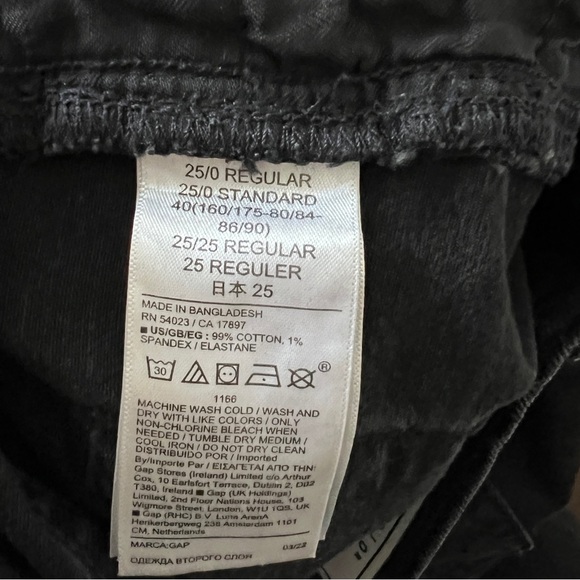 25/0 REGULAR
25/0 STANDARD
40(160/175-80/84-
86/90)
25/25 REGULAR
25 REGULER
日本 25
MADE IN BANGLADESH
RN 54023 / CA 17897
■ US/GB/EG : 99% COTTON, 1%
SPANDEX / ELASTANE
30 ®
1166
MACHINE WASH COLD / WASH AND
DRY WITH LIKE COLORS / ONLY
NON-CHLORINE BLEACH WHEN
NEEDED / TUMBLE DRY MEDIUM /
COOL IRON / DO NOT DRY CLEAN
DISTRIBUIDO POR / Imported
By/Importe Par / ΕΙΣΑΓΕΤΑΙ ΑΠΟ ΤΗΝ:
Gap Stores (Ireland) Limited c/o Arthur
Cox, 10 Earlsfort Terrace, Dublin 2, D02
T380, Ireland ■ Gap (UK Holdings)
Limited, 2nd Floor Nations House, 103
Wigmore Street, London, W1U 1QS, UK
■ Gap (RHC) B.V. Luna ArenA
Herikerbergweg 238 Amsterdam 1101
CM, Netherlands
MARCA:GAP 03/22
ОДЕЖДА ВТОРОГО СЛОЯ